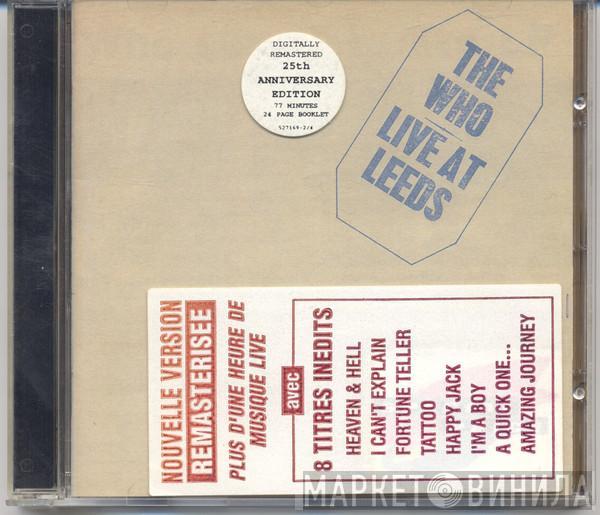 DIGITALLY
REMASTERED
25th
ANNIVERSARY
EDITION
77 MINUTES
24 PAGE BOOKLET
527169-2/4
THE
WHO
LIVE AT
LEEDS
NOUVELLE VERSION
REMASTERISEE
PLUS D'UNE HEURE DE
MUSIQUE LIVE
avec
8 TITRES INEDITS
HEAVEN & HELL
I CAN'T EXPLAIN
FORTUNE TELLER
TATTOO
HAPPY JACK
I'M A BOY
A QUICK ONE...
AMAZING JOURNEY
МАРКЕТ ВИНИЛА